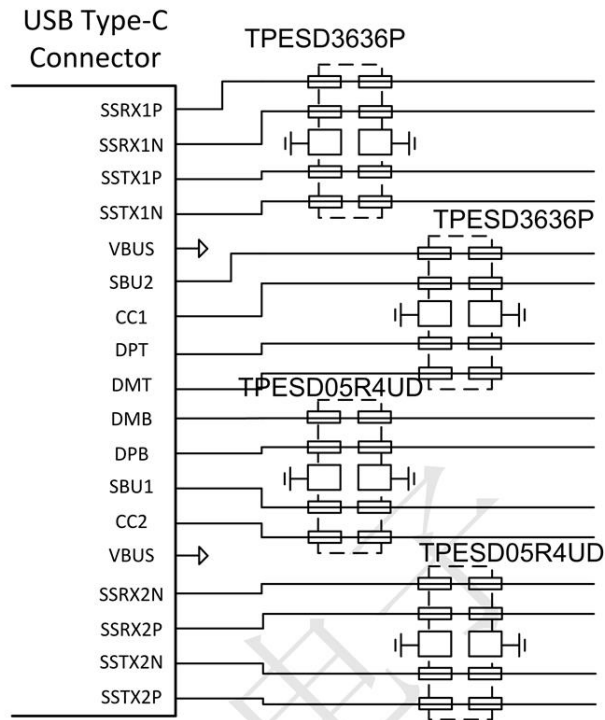 USB Type-C
Connector
TPESD3636P
SSRX1P
SSRX1N
SSTX1P
SSTX1N
TPESD3636P
VBUS
SBU2
CC1
DPT
DMT
TPESD05R4UD
DMB
DPB
SBU1
CC2
VBUS
TPESD05R4UD
SSRX2N
SSRX2P
SSTX2N
SSTX2P